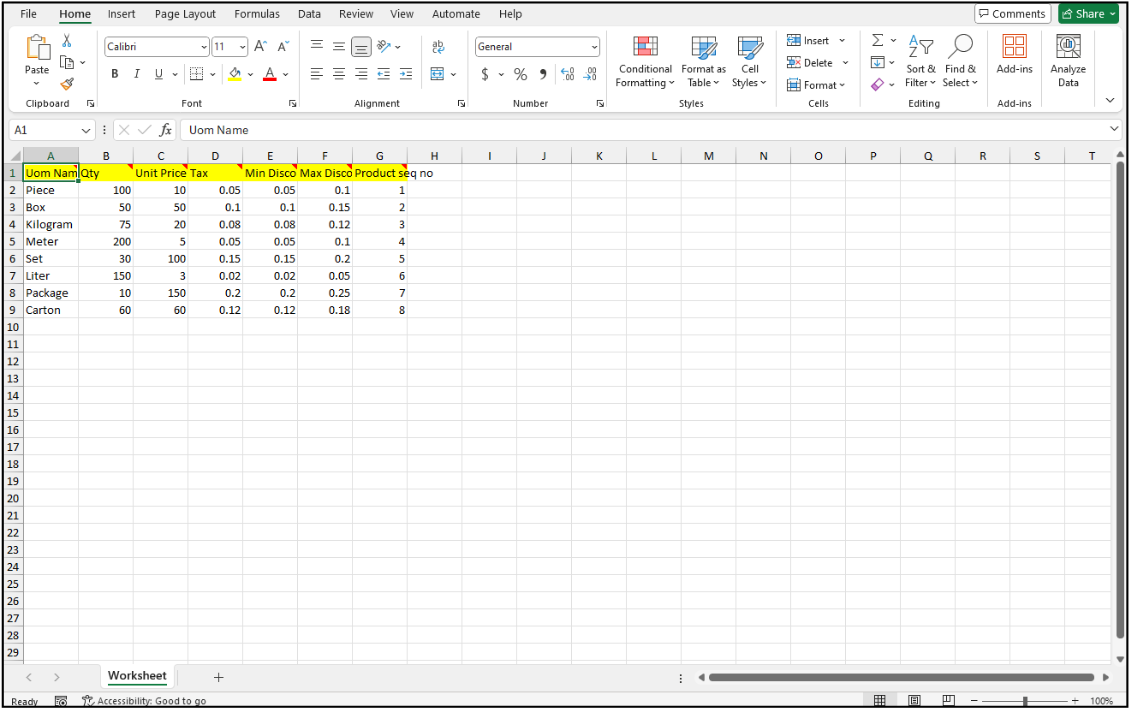 File Home Insert Page Layout Formulas Data Review View Automate Help Comments Share
Calibri 11 A A ab General Insert Σ A Z
Paste Conditional Format as Cell Delete Sort & Find & Add-ins Analyze
B I U A $ % 9 Formatting Table Styles Format Filter Select Data
Clipboard Font Alignment Number Styles Cells Editing Add-ins
A1 fx Uom Name
A B C D E F G H I J K L M N O P Q R S T
1 Uom Nam Qty Unit Price Tax Min Disco Max Disco Product seq no
2 Piece 100 10 0.05 0.05 0.1 1
3 Box 50 50 0.1 0.1 0.15 2
4 Kilogram 75 20 0.08 0.08 0.12 3
5 Meter 200 5 0.05 0.05 0.1 4
6 Set 30 100 0.15 0.15 0.2 5
7 Liter 150 3 0.02 0.02 0.05 6
8 Package 10 150 0.2 0.2 0.25 7
9 Carton 60 60 0.12 0.12 0.18 8
10
11
12
13
14
15
16
17
18
19
20
21
22
23
24
25
26
27
28
29
Worksheet +
Ready Accessibility: Good to go − + 100%